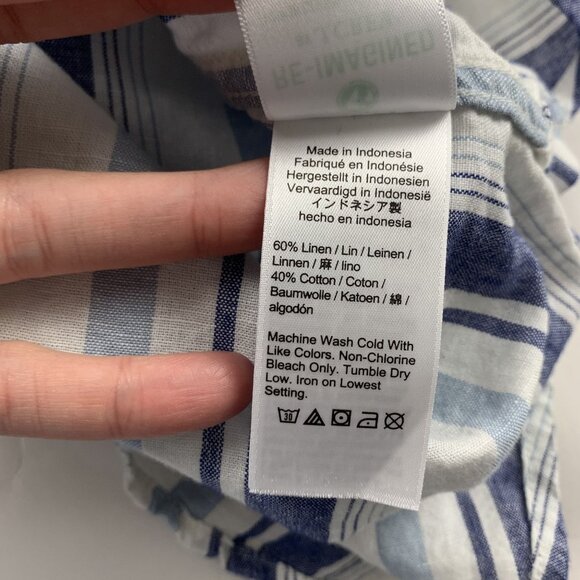 RE-IMAGINED
Made in Indonesia
Fabriqué en Indonésie
Hergestellt in Indonesien
Vervaardigd in Indonesië
インドネシア製
hecho en indonesia
60% Linen / Lin / Leinen /
Linnen / 麻 / lino
40% Cotton / Coton /
Baumwolle / Katoen / 綿 /
algodón
Machine Wash Cold With
Like Colors. Non-Chlorine
Bleach Only. Tumble Dry
Low. Iron on Lowest
Setting.
30